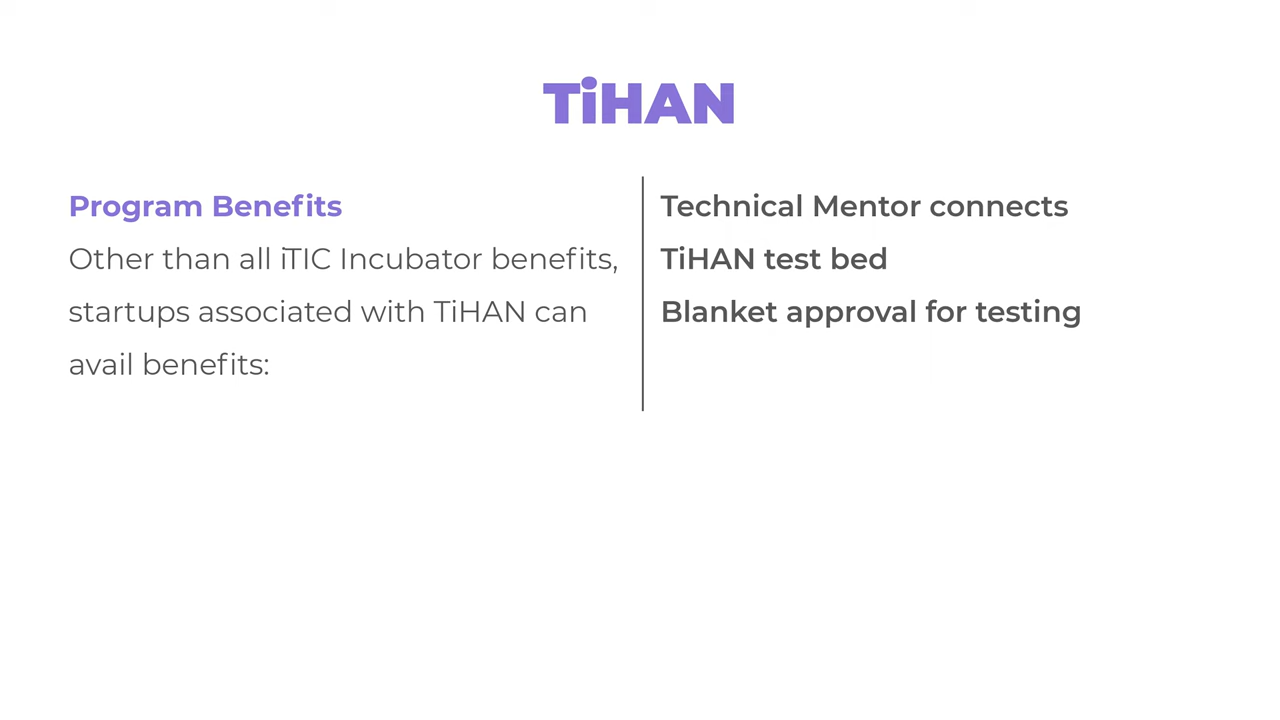 TiHAN
Program Benefits
Other than all iTIC Incubator benefits,
startups associated with TiHAN can
avail benefits:
Technical Mentor connects
TiHAN test bed
Blanket approval for testing